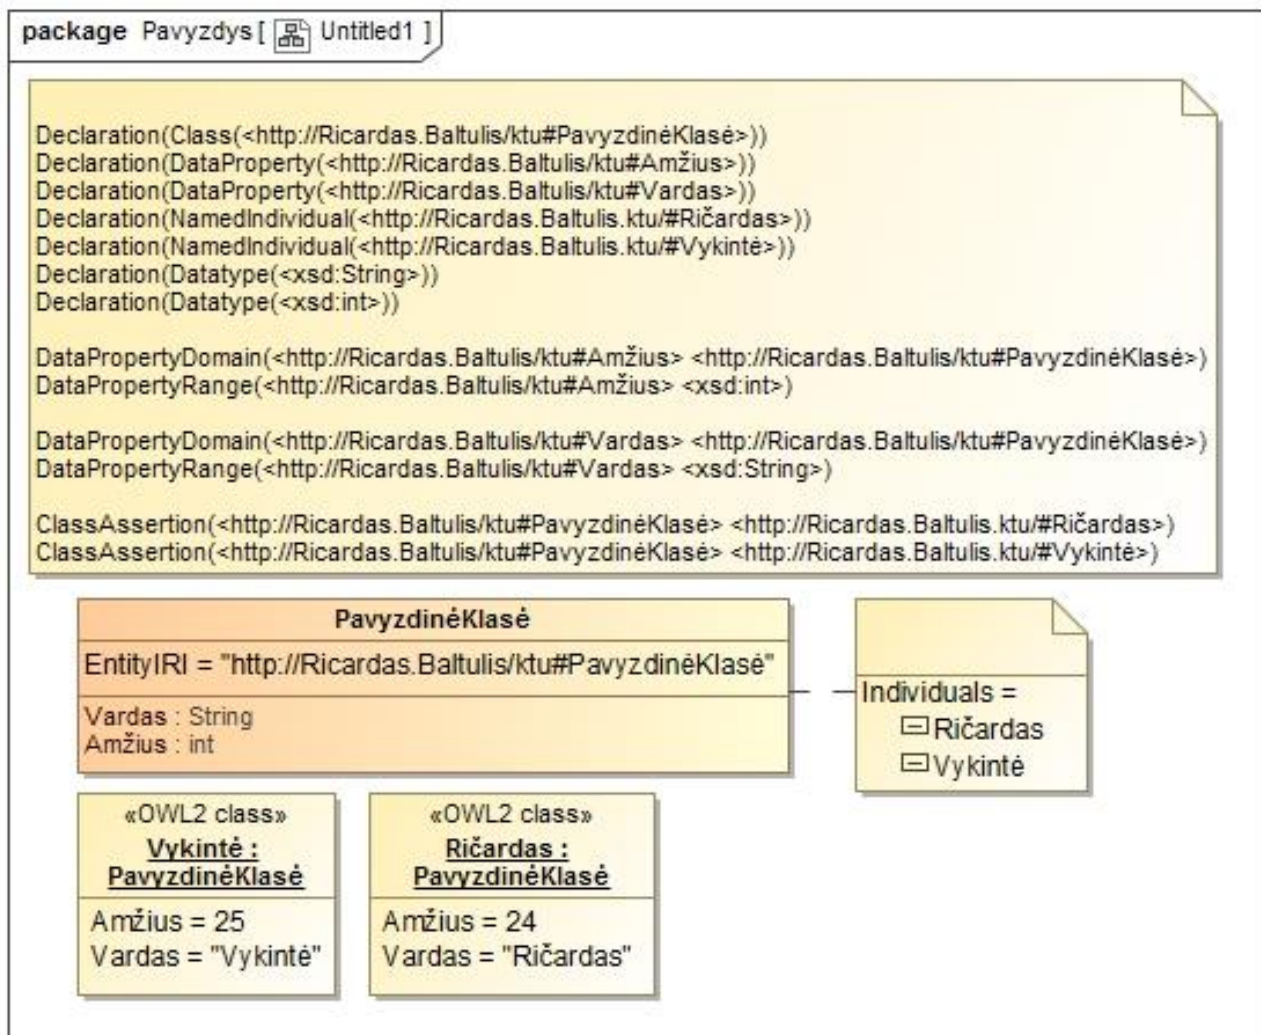 package Pavyzdys [ Untitled1 ]
Declaration(Class(<http://Ricardas.Baltulis/ktu#PavyzdinėKlasė>))
Declaration(DataProperty(<http://Ricardas.Baltulis/ktu#Amžius>))
Declaration(DataProperty(<http://Ricardas.Baltulis/ktu#Vardas>))
Declaration(NamedIndividual(<http://Ricardas.Baltulis.ktu/#Ričardas>))
Declaration(NamedIndividual(<http://Ricardas.Baltulis.ktu/#Vykintė>))
Declaration(Datatype(<xsd:String>))
Declaration(Datatype(<xsd:int>))
DataPropertyDomain(<http://Ricardas.Baltulis/ktu#Amžius> <http://Ricardas.Baltulis/ktu#PavyzdinėKlasė>)
DataPropertyRange(<http://Ricardas.Baltulis/ktu#Amžius> <xsd:int>)
DataPropertyDomain(<http://Ricardas.Baltulis/ktu#Vardas> <http://Ricardas.Baltulis/ktu#PavyzdinėKlasė>)
DataPropertyRange(<http://Ricardas.Baltulis/ktu#Vardas> <xsd:String>)
ClassAssertion(<http://Ricardas.Baltulis/ktu#PavyzdinėKlasė> <http://Ricardas.Baltulis.ktu/#Ričardas>)
ClassAssertion(<http://Ricardas.Baltulis/ktu#PavyzdinėKlasė> <http://Ricardas.Baltulis.ktu/#Vykintė>)
PavyzdinėKlasė
EntityIRI = "http://Ricardas.Baltulis/ktu#PavyzdinėKlasė"
Vardas : String
Amžius : int
Individuals =
Ričardas
Vykintė
«OWL2 class»
Vykintė :
PavyzdinėKlasė
Amžius = 25
Vardas = "Vykintė"
«OWL2 class»
Ričardas :
PavyzdinėKlasė
Amžius = 24
Vardas = "Ričardas"